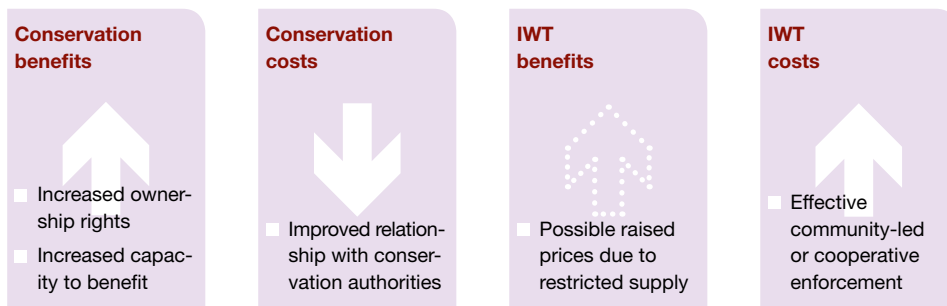 Conservation
benefits
Increased owner-
ship rights
Increased capac-
ity to benefit
Conservation
costs
Improved relation-
ship with conser-
vation authorities
IWT
benefits
Possible raised
prices due to
restricted supply
IWT
costs
Effective
community-led
or cooperative
enforcement